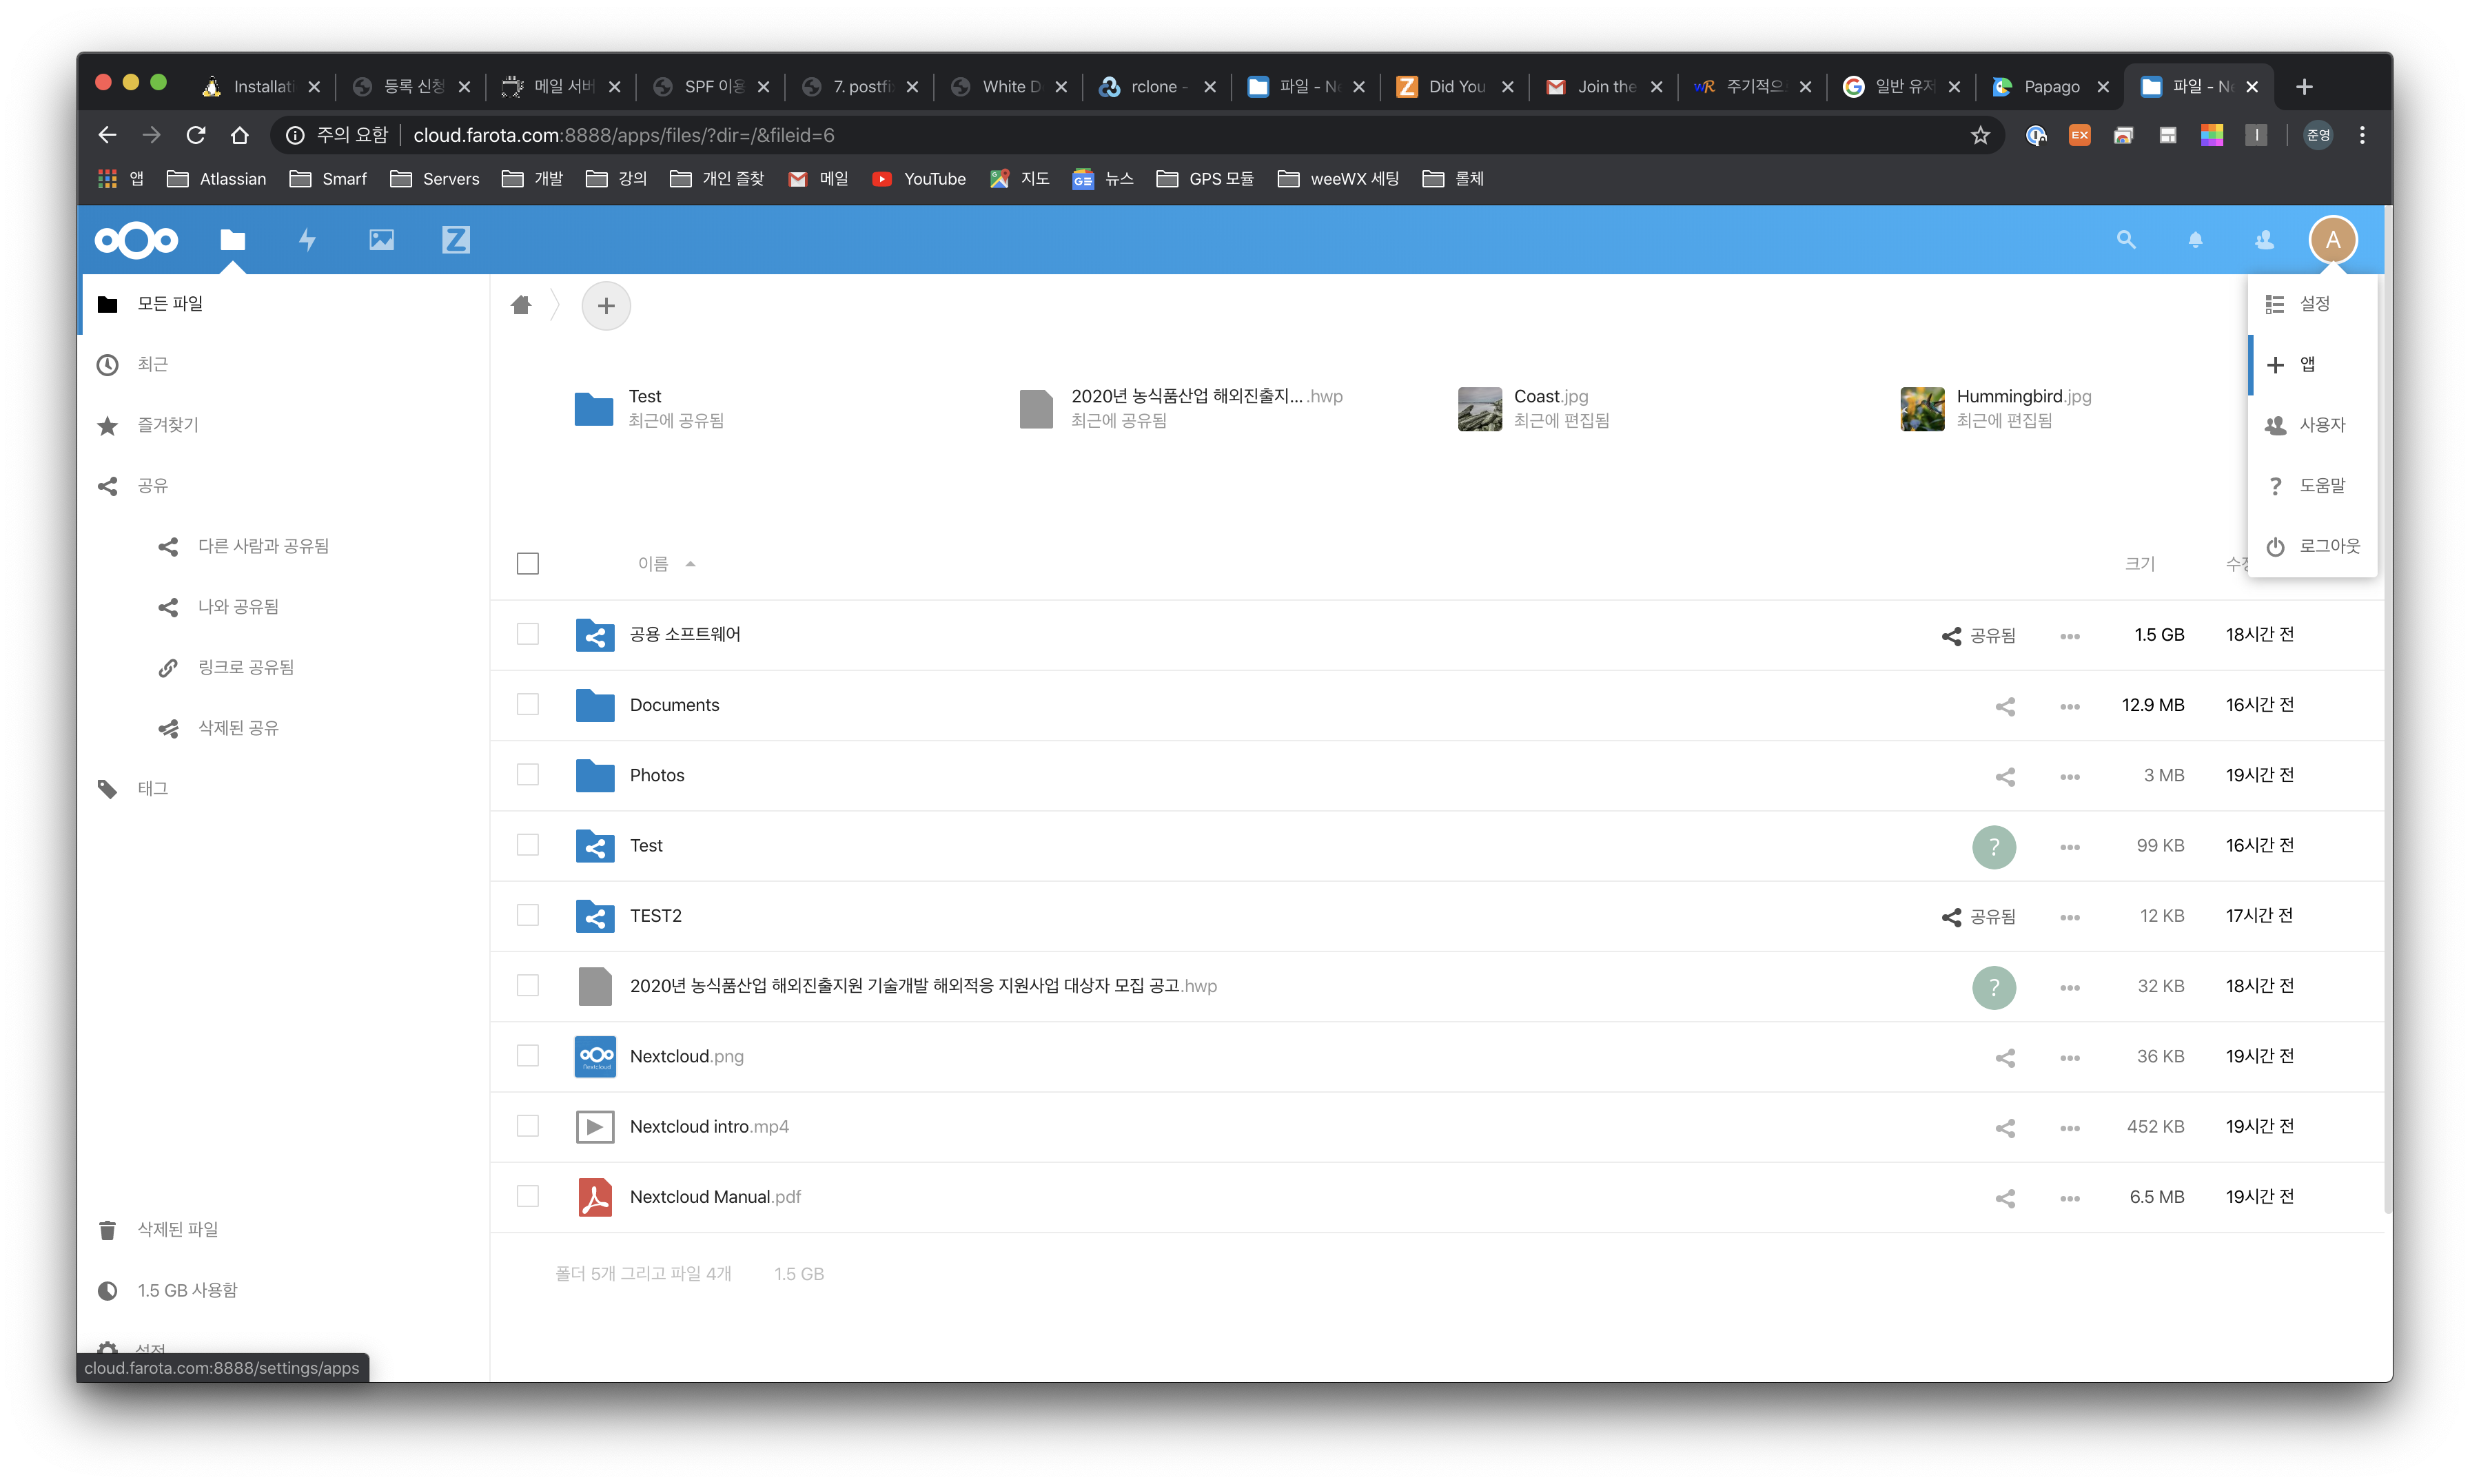 Installati
등록 신청
메일 서버
SPF 이용
7. postfi
White D
rclone -
파일 - Ne
Did You
Join the
주기적으
일반 유저
Papago
파일 - Ne
주의 요함
cloud.farota.com:8888/apps/files/?dir=/&fileid=6
EX
준영
앱
Atlassian
Smarf
Servers
개발
강의
개인 즐찾
메일
YouTube
지도
뉴스
GPS 모듈
weeWX 세팅
롤체
A
모든 파일
최근
즐겨찾기
공유
다른 사람과 공유됨
나와 공유됨
링크로 공유됨
삭제된 공유
태그
삭제된 파일
1.5 GB 사용함
설정
cloud.farota.com:8888/settings/apps
설정
앱
사용자
도움말
로그아웃
Test
최근에 공유됨
2020년 농식품산업 해외진출지... .hwp
최근에 공유됨
Coast.jpg
최근에 편집됨
Hummingbird.jpg
최근에 편집됨
이름 크기
공용 소프트웨어 공유됨 1.5 GB 18시간 전
Documents 12.9 MB 16시간 전
Photos 3 MB 19시간 전
Test ? 99 KB 16시간 전
TEST2 공유됨 12 KB 17시간 전
2020년 농식품산업 해외진출지원 기술개발 해외적응 지원사업 대상자 모집 공고.hwp ? 32 KB 18시간 전
Nextcloud.png 36 KB 19시간 전
Nextcloud intro.mp4 452 KB 19시간 전
Nextcloud Manual.pdf 6.5 MB 19시간 전
폴더 5개 그리고 파일 4개 1.5 GB